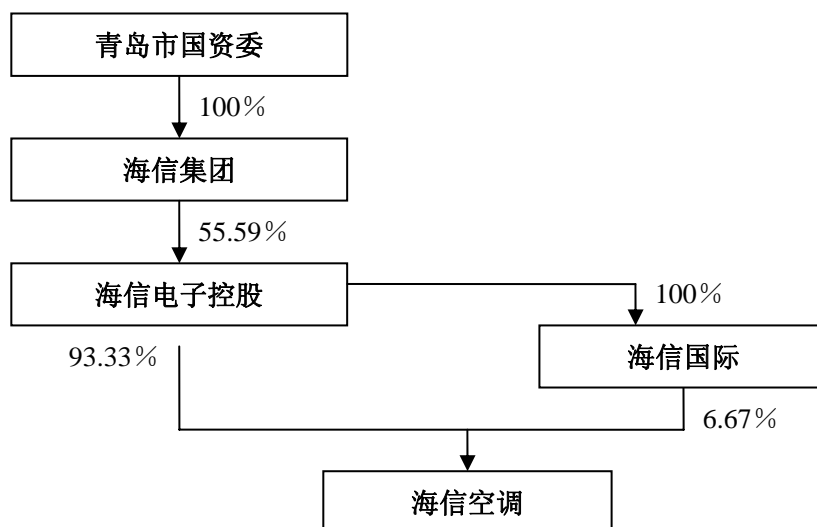 青岛市国资委
100％
海信集团
55.59％
海信电子控股
100％
93.33％
海信国际
6.67％
海信空调